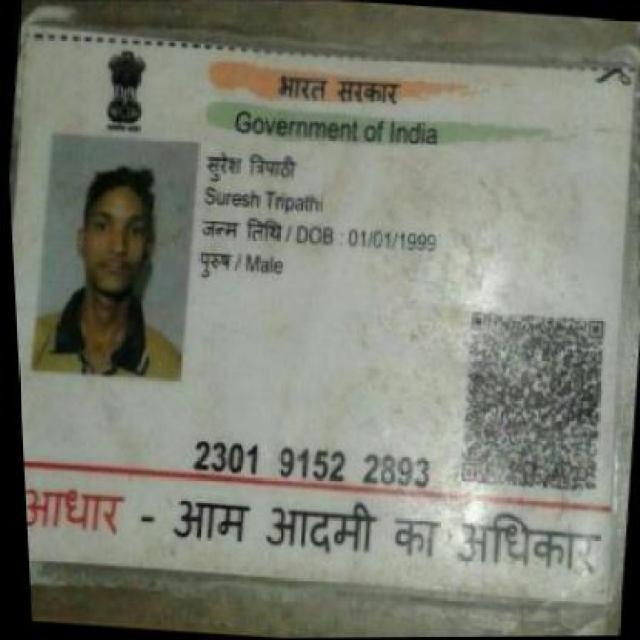 भारत सरकार
Government of India
सुरेश त्रिपाठी
Suresh Tripathi
जन्म तिथि / DOB : 01/01/1999
पुरुष / Male
2301 9152 2893
आधार - आम आदमी का अधिकार